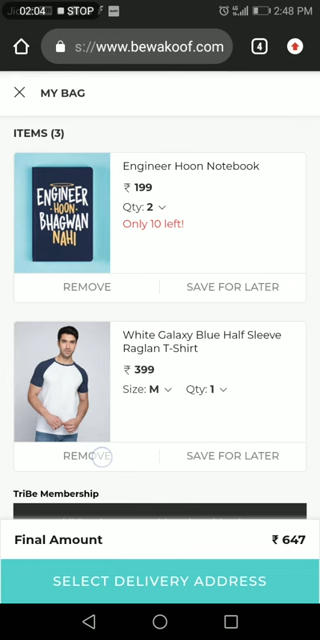 02:04 STOP
2:48 PM
s://www.bewakoof.com
4
MY BAG
ITEMS (3)
ENGINEER
HOON
BHAGWAN
NAHI
Engineer Hoon Notebook
₹ 199
Qty: 2
Only 10 left!
REMOVE SAVE FOR LATER
White Galaxy Blue Half Sleeve
Raglan T-Shirt
₹ 399
Size: M Qty: 1
REMOVE SAVE FOR LATER
TriBe Membership
Final Amount ₹ 647
SELECT DELIVERY ADDRESS